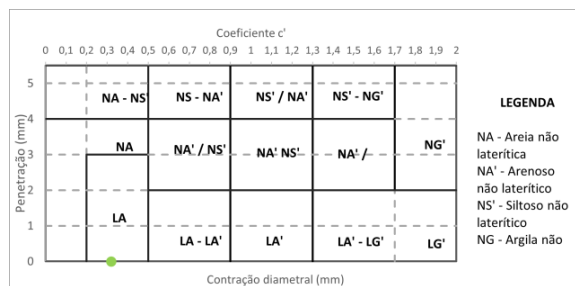 Coeficiente c'
0 0,1 0,2 0,3 0,4 0,5 0,6 0,7 0,8 0,9 1 1,1 1,2 1,3 1,4 1,5 1,6 1,7 1,8 1,9 2
5
4
3
2
1
0
Penetração (mm)
NA - NS' NS - NA' NS' / NA' NS' - NG'
NA NA' / NS' NA' NS' NA' / NG'
LA
LA - LA' LA' LA' - LG' LG'
Contração diametral (mm)
LEGENDA
NA - Areia não
laterítica
NA' - Arenoso
não laterítico
NS' - Siltoso não
laterítico
NG - Argila não